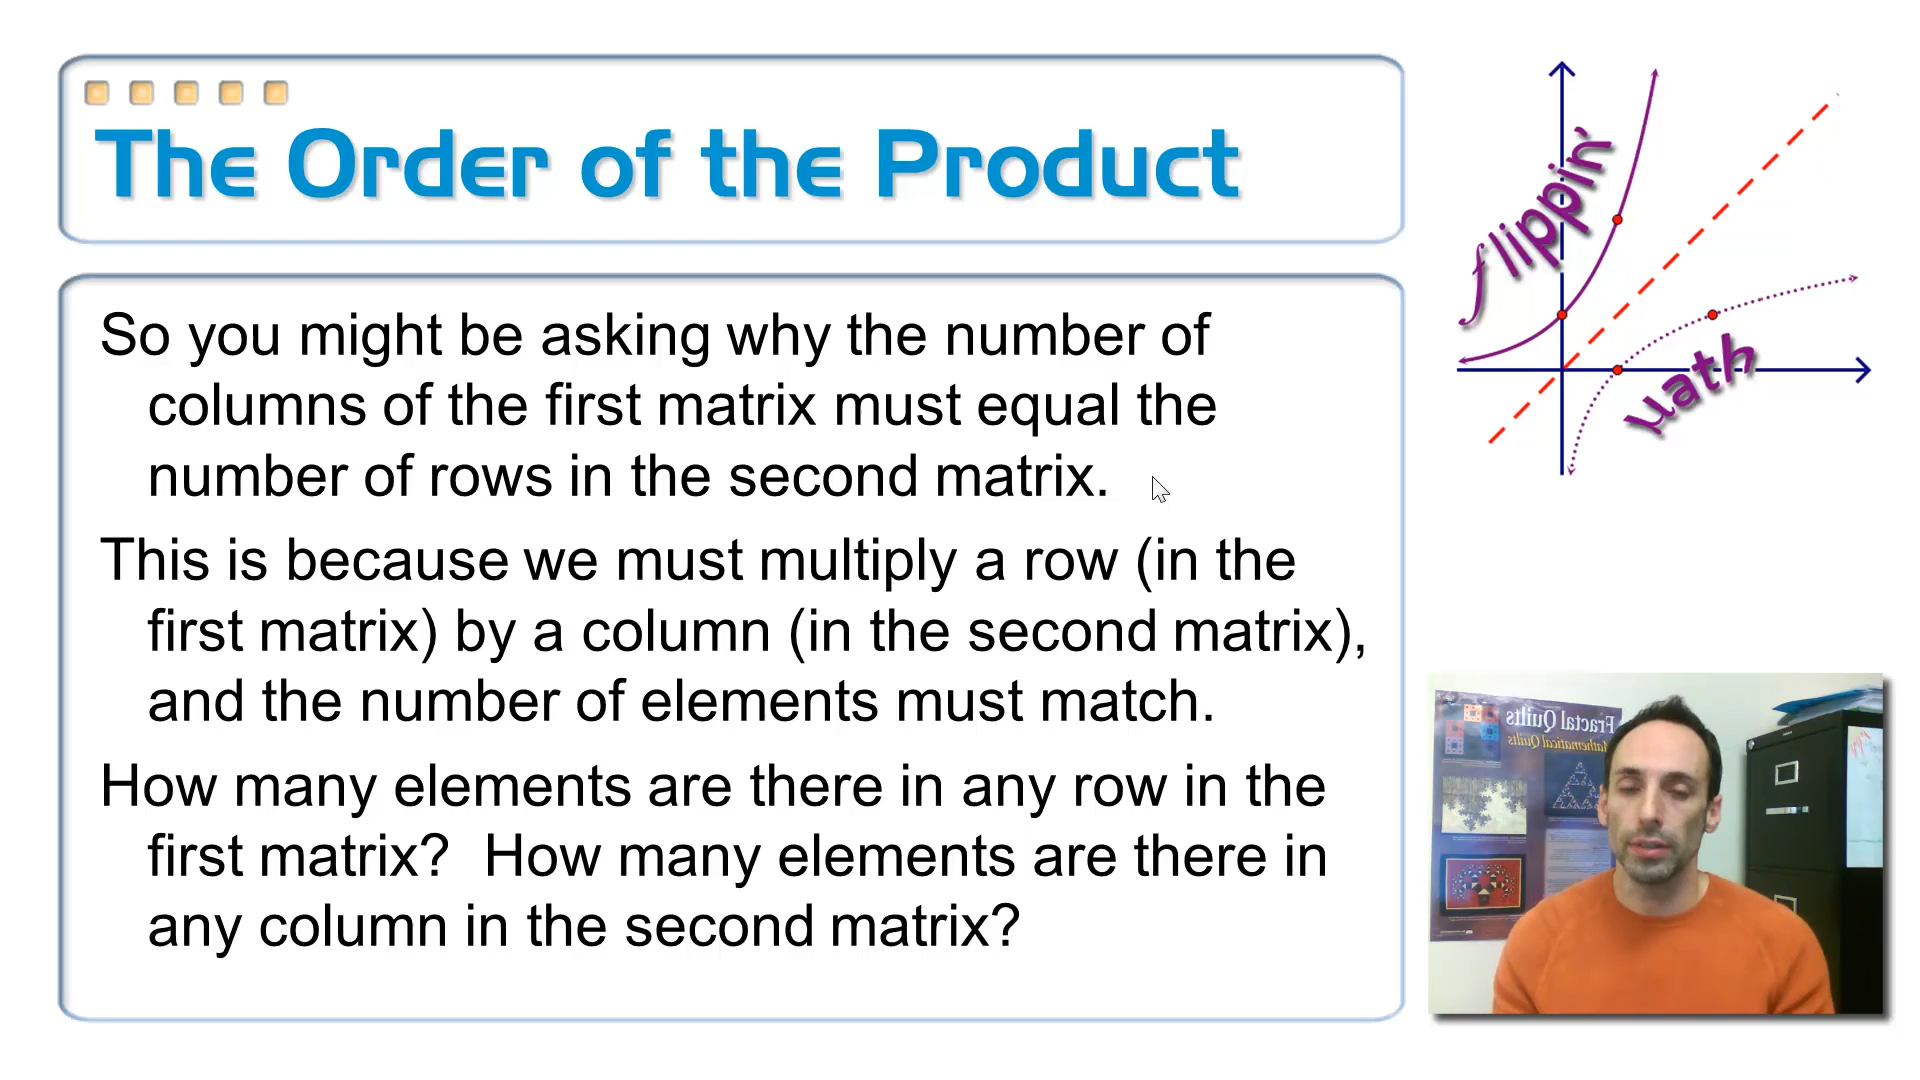 The Order of the Product
So you might be asking why the number of
columns of the first matrix must equal the
number of rows in the second matrix.
This is because we must multiply a row (in the
first matrix) by a column (in the second matrix),
and the number of elements must match.
How many elements are there in any row in the
first matrix?  How many elements are there in
any column in the second matrix?
flippin'
math
Fractal Quilts
Mathematical Quilts